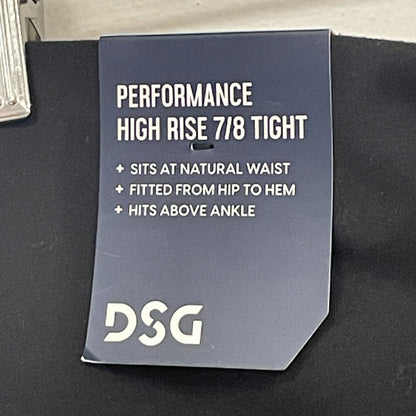 PERFORMANCE
HIGH RISE 7/8 TIGHT
+ SITS AT NATURAL WAIST
+ FITTED FROM HIP TO HEM
+ HITS ABOVE ANKLE
DSG